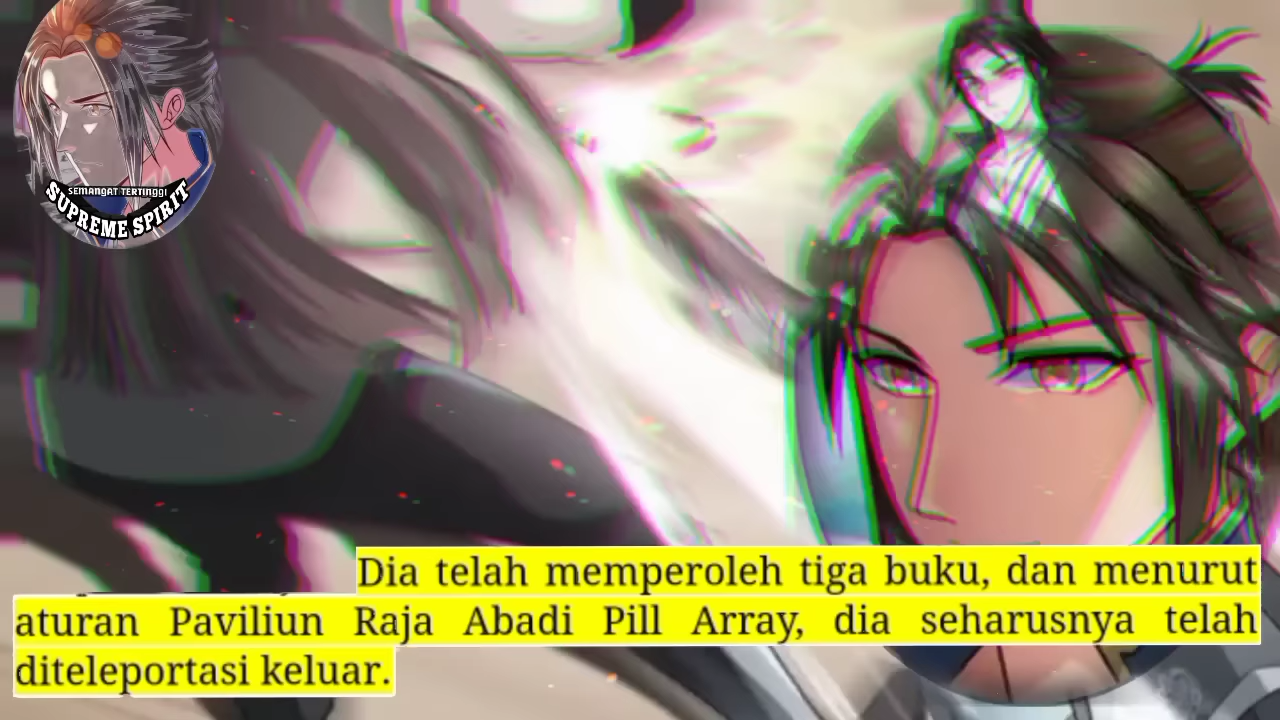 SEMANGAT TERTINGGI
SUPREME SPIRIT
Dia telah memperoleh tiga buku, dan menurut
aturan Paviliun Raja Abadi Pill Array, dia seharusnya telah
diteleportasi keluar.